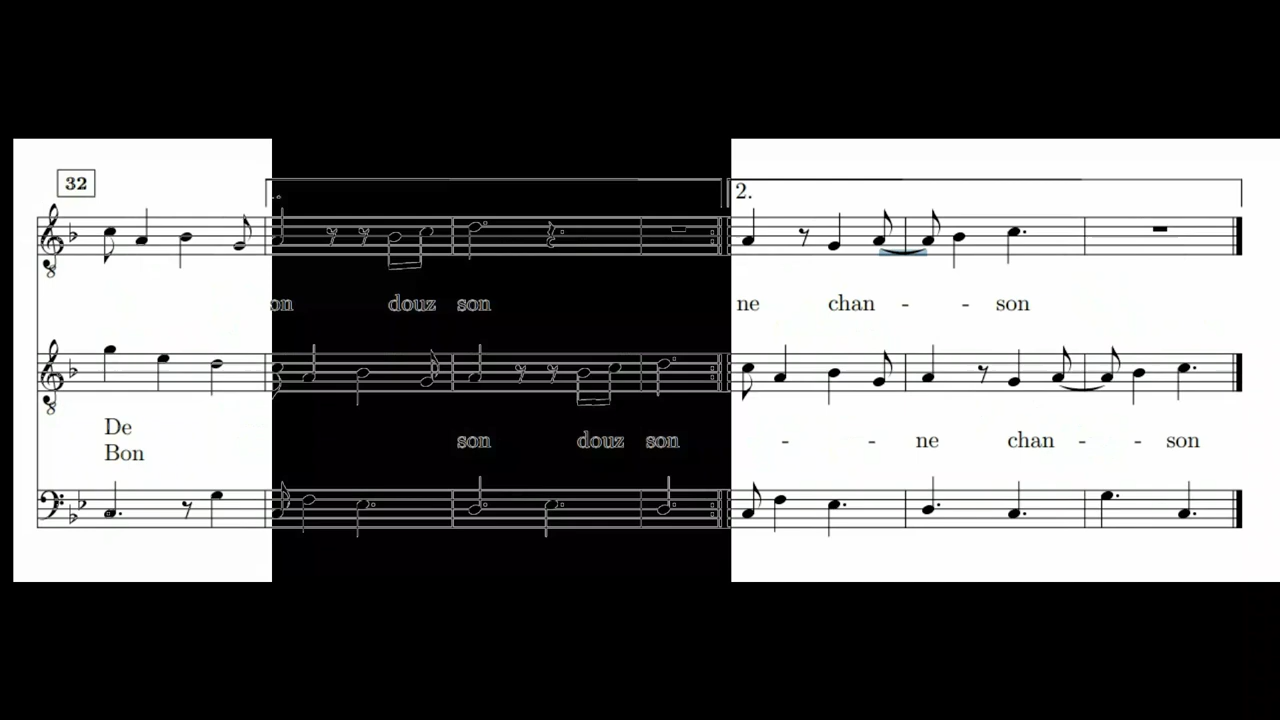 32
2.
on douz son ne chan - - son
De son douz son - - ne chan - - son
Bon